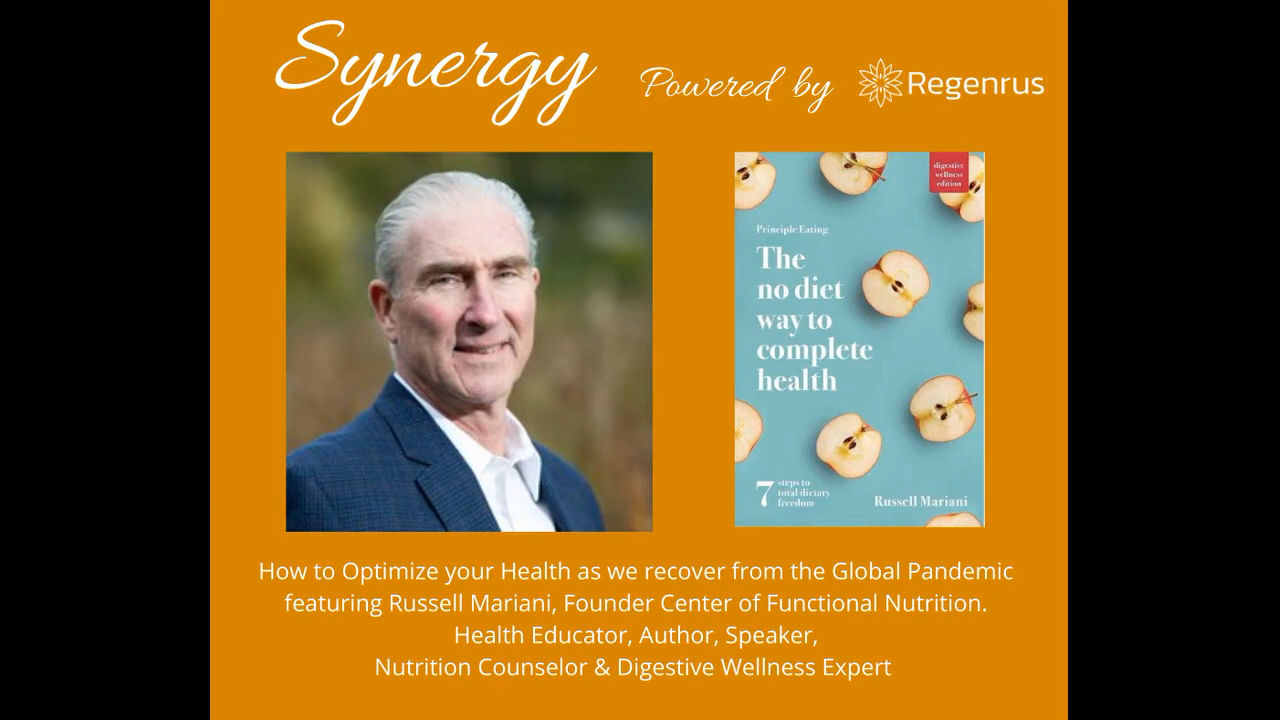 Synergy
Powered by Regenrus
digestive
wellness
edition
Principle Eating
The
no diet
way to
complete
health
7 steps to
total dietary
freedom
Russell Mariani
How to Optimize your Health as we recover from the Global Pandemic
featuring Russell Mariani, Founder Center of Functional Nutrition.
Health Educator, Author, Speaker,
Nutrition Counselor & Digestive Wellness Expert